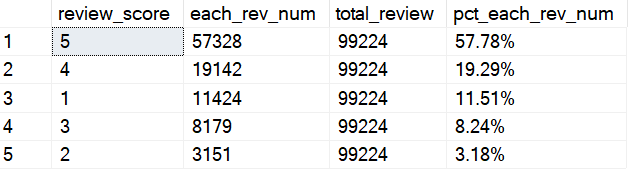 review_score each_rev_num total_review pct_each_rev_num
1 5 57328 99224 57.78%
2 4 19142 99224 19.29%
3 1 11424 99224 11.51%
4 3 8179 99224 8.24%
5 2 3151 99224 3.18%